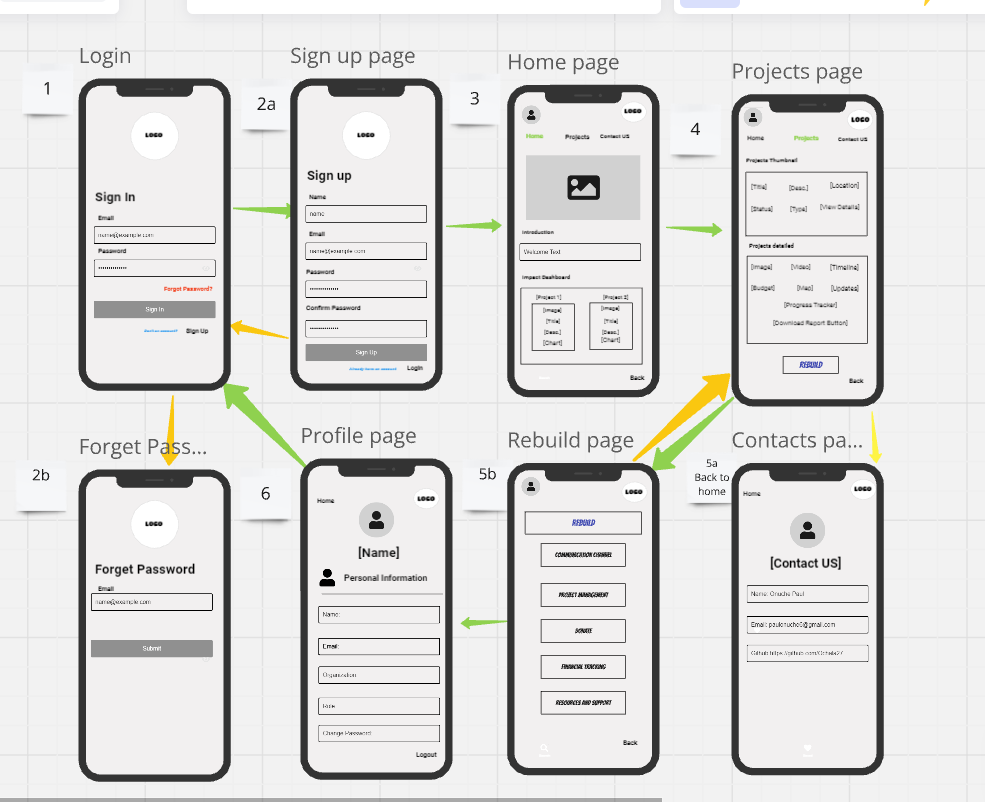 Login
1
LOGO
Sign In
Email
name@example.com
Password
Forgot Password?
Sign In
Sign Up
Sign up page
2a
LOGO
Sign up
Name
name
Email
name@example.com
Password
Confirm Password
Sign Up
Already have an account?
Login
Home page
3
LOGO
Home Projects Contact US
Introduction
Welcome Text
Impact Dashboard
[Project 1] [Project 2]
[Image] [Image]
[Title] [Title]
[Desc.] [Desc.]
[Chart] [Chart]
Back
Projects page
4
LOGO
Home Projects Contact US
Projects Thumbnail
[Title] [Desc.] [Location]
[Status] [Type] [View Details]
Projects detailed
[Image] [Video] [Timeline]
[Budget] [Map] [Updates]
[Progress Tracker]
[Download Report Button]
REBUILD
Back
Forget Pass...
2b
LOGO
Forget Password
Email
name@example.com
Submit
Profile page
6
Home
LOGO
[Name]
Personal Information
Name:
Email:
Organization
Role
Change Password
Logout
Rebuild page
5b
LOGO
REBUILD
COMMUNICATION CHANNEL
PROJECT MANAGEMENT
DONATE
FINANCIAL TRACKING
RESOURCES AND SUPPORT
Back
Contacts pa...
5a
Back to
home
Home
LOGO
[Contact US]
Name: Onuche Paul
Email: paulonuche6@gmail.com
Github:https://github.com/Ochala27